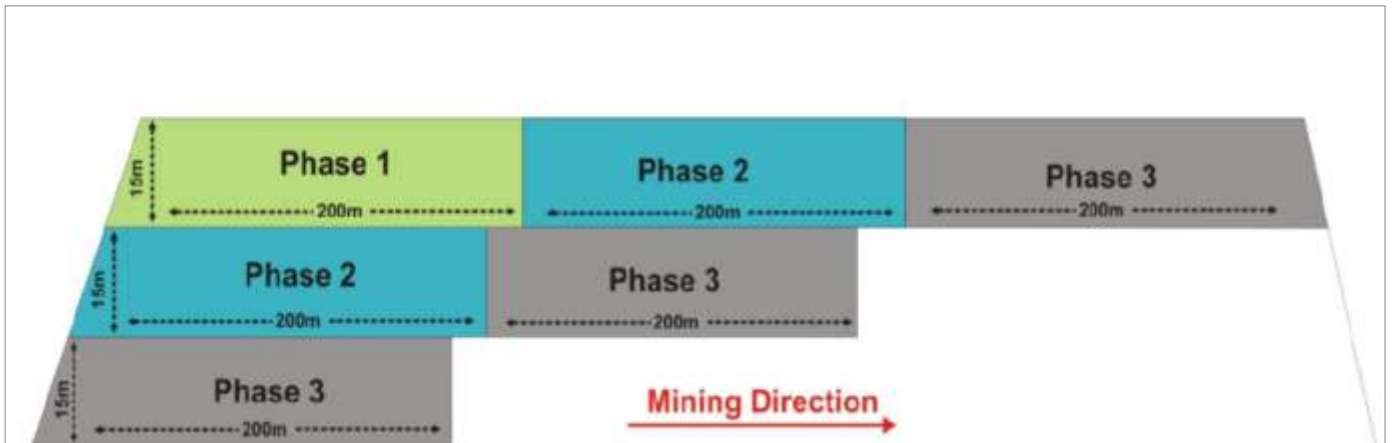 15m
Phase 1
200m
Phase 2
200m
Phase 3
200m
15m
Phase 2
200m
Phase 3
200m
15m
Phase 3
200m
Mining Direction